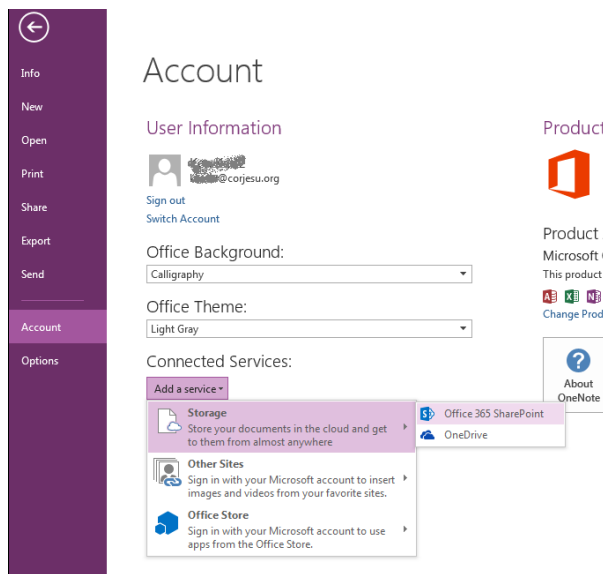 Info
New
Open
Print
Share
Export
Send
Account
Options
Account
User Information
@corjesu.org
Sign out
Switch Account
Office Background:
Calligraphy
Office Theme:
Light Gray
Connected Services:
Add a service
Storage
Store your documents in the cloud and get
to them from almost anywhere
Other Sites
Sign in with your Microsoft account to insert
images and videos from your favorite sites.
Office Store
Sign in with your Microsoft account to use
apps from the Office Store.
Office 365 SharePoint
OneDrive
Product
Product
Microsoft
This product
Change Prod
?
About
OneNote